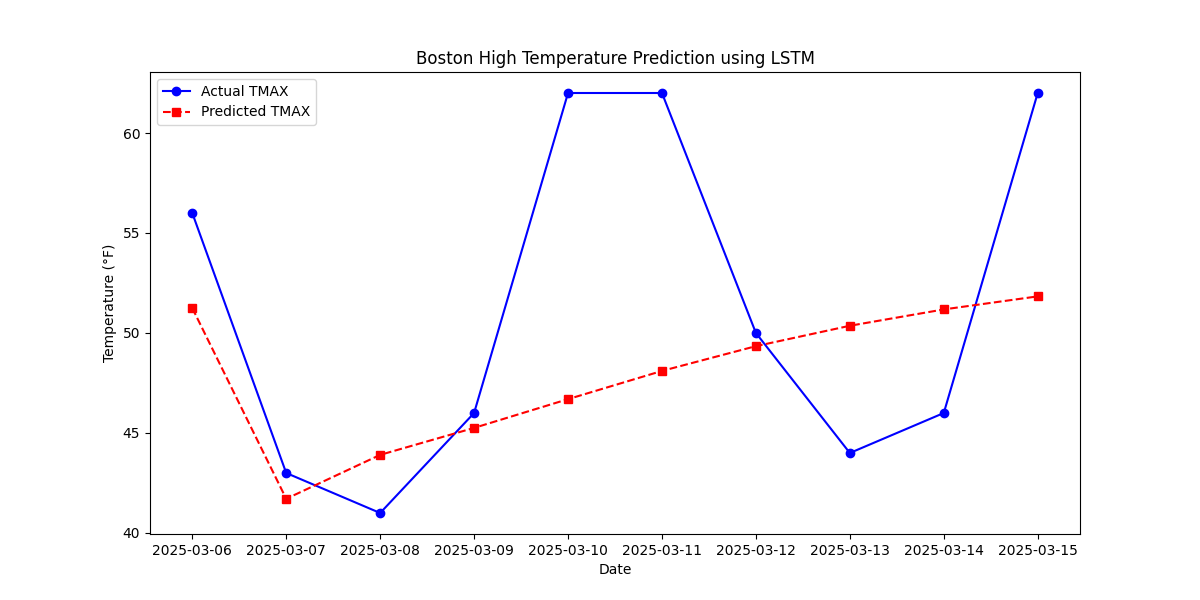 Boston High Temperature Prediction using LSTM
Actual TMAX
Predicted TMAX
Temperature (°F)
60
55
50
45
40
2025-03-06 2025-03-07 2025-03-08 2025-03-09 2025-03-10 2025-03-11 2025-03-12 2025-03-13 2025-03-14 2025-03-15
Date